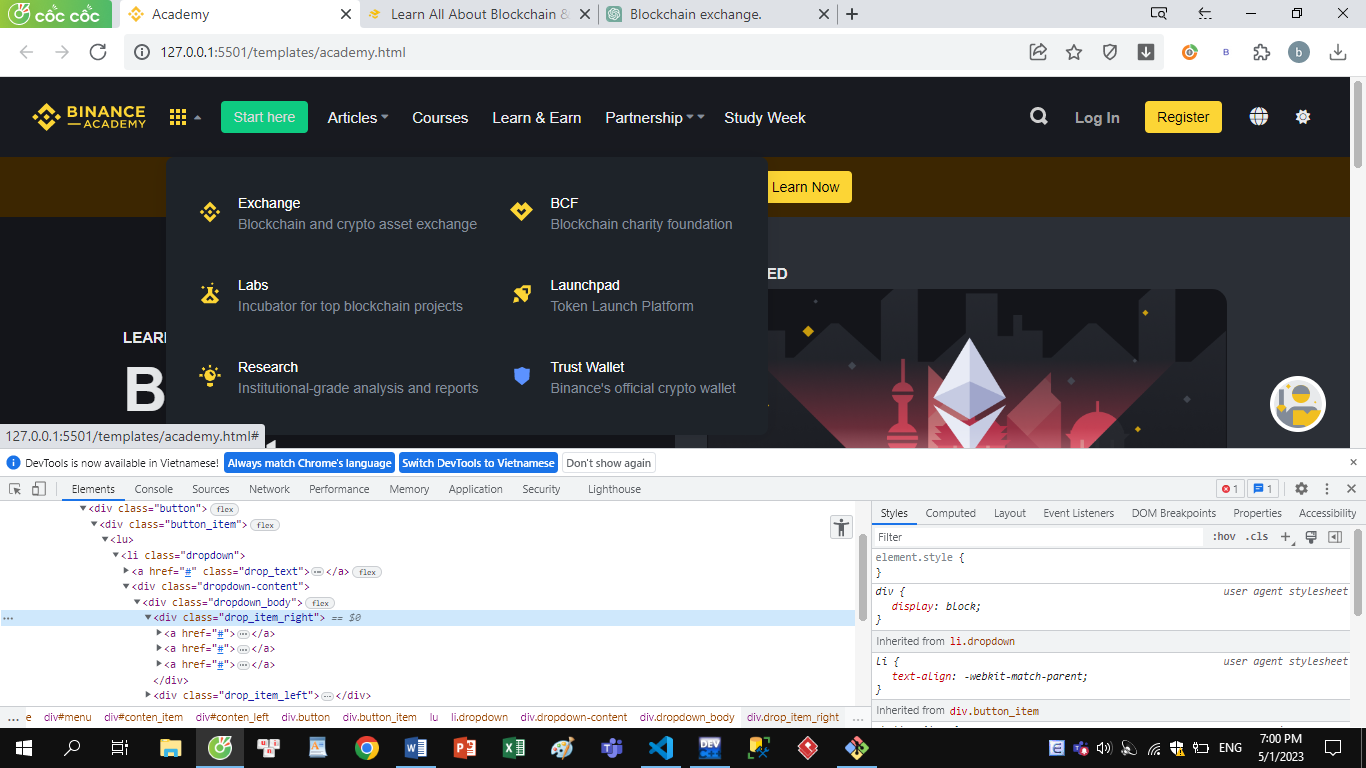 cốc cốc
Academy
Learn All About Blockchain &
Blockchain exchange.
127.0.0.1:5501/templates/academy.html
B
b
BINANCE
ACADEMY
Start here
Articles
Courses
Learn & Earn
Partnership
Study Week
Log In
Register
Learn Now
Exchange
Blockchain and crypto asset exchange
BCF
Blockchain charity foundation
Labs
Incubator for top blockchain projects
Launchpad
Token Launch Platform
Research
Institutional-grade analysis and reports
Trust Wallet
Binance's official crypto wallet
ED
LEAR
B
127.0.0.1:5501/templates/academy.html#
DevTools is now available in Vietnamese!
Always match Chrome's language
Switch DevTools to Vietnamese
Don't show again
Elements
Console
Sources
Network
Performance
Memory
Application
Security
Lighthouse
1
1
<div class="button"> flex
<div class="button_item"> flex
<lu>
<li class="dropdown">
<a href="#" class="drop_text">…</a> flex
<div class="dropdown-content">
<div class="dropdown_body"> flex
… <div class="drop_item_right"> == $0
<a href="#">…</a>
<a href="#">…</a>
<a href="#">…</a>
</div>
<div class="drop_item_left">…</div>
… e div#menu div#conten_item div#conten_left div.button div.button_item lu li.dropdown div.dropdown-content div.dropdown_body div.drop_item_right …
Styles
Computed
Layout
Event Listeners
DOM Breakpoints
Properties
Accessibility
Filter
:hov .cls +
element.style {
}
div { user agent stylesheet
display: block;
}
Inherited from li.dropdown
li { user agent stylesheet
text-align: -webkit-match-parent;
}
Inherited from div.button_item
ENG
7:00 PM
5/1/2023